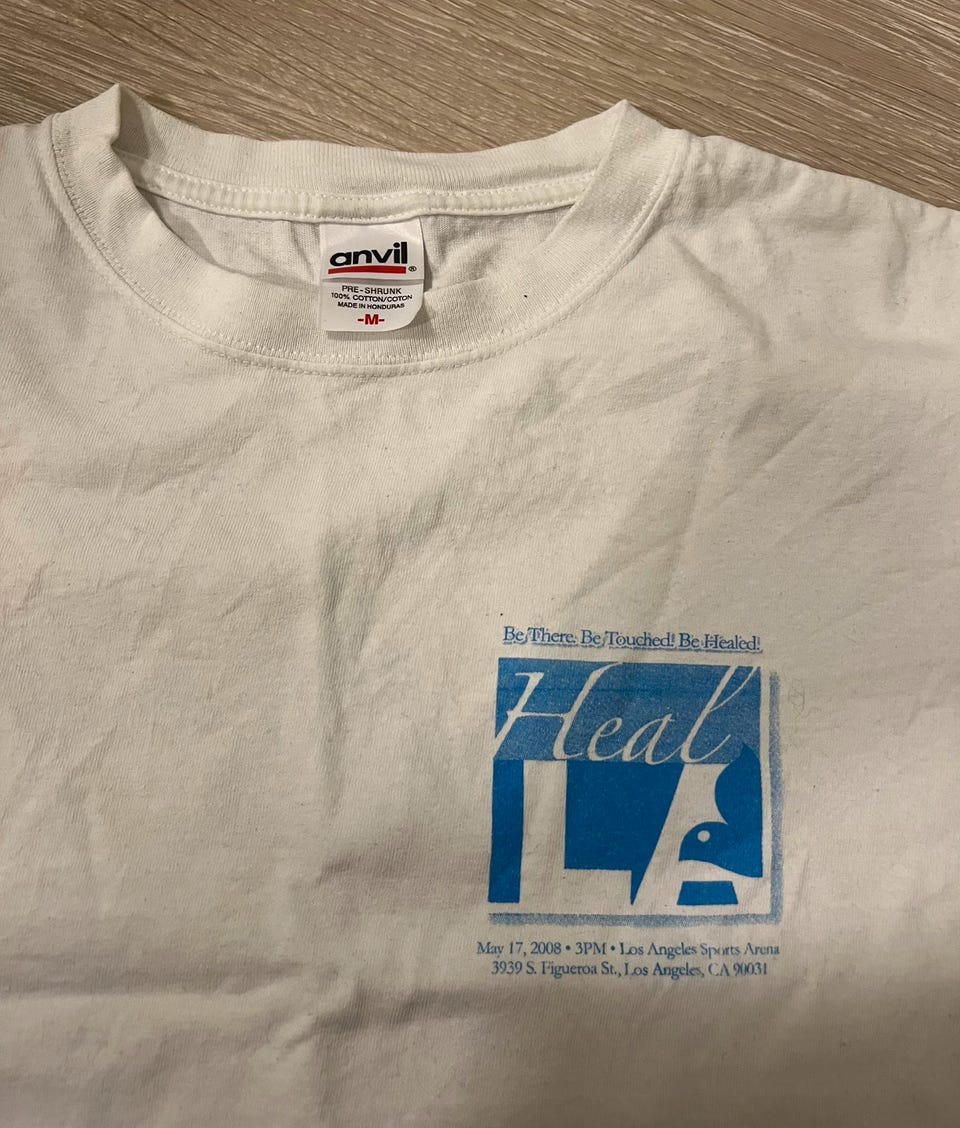 anvil®
PRE-SHRUNK
100% COTTON/COTON
MADE IN HONDURAS
-M-
Be There. Be Touched! Be Healed!
Heal
LA
May 17, 2008 • 3PM • Los Angeles Sports Arena
3939 S. Figueroa St., Los Angeles, CA 90031